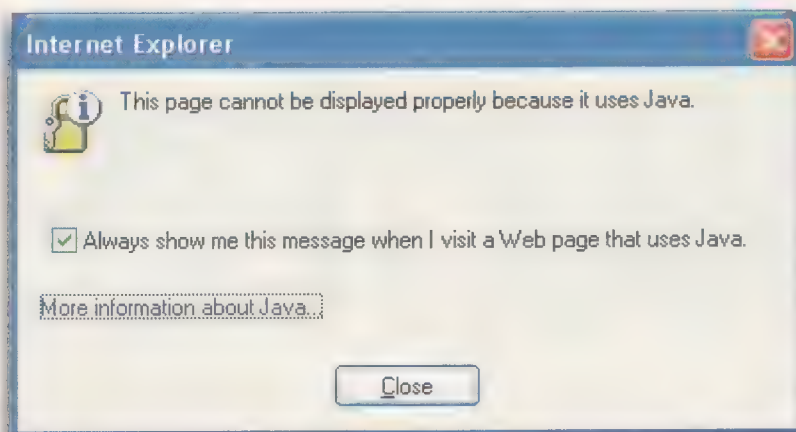 Internet Explorer
This page cannot be displayed properly because it uses Java.
Always show me this message when I visit a Web page that uses Java.
More information about Java...
Close